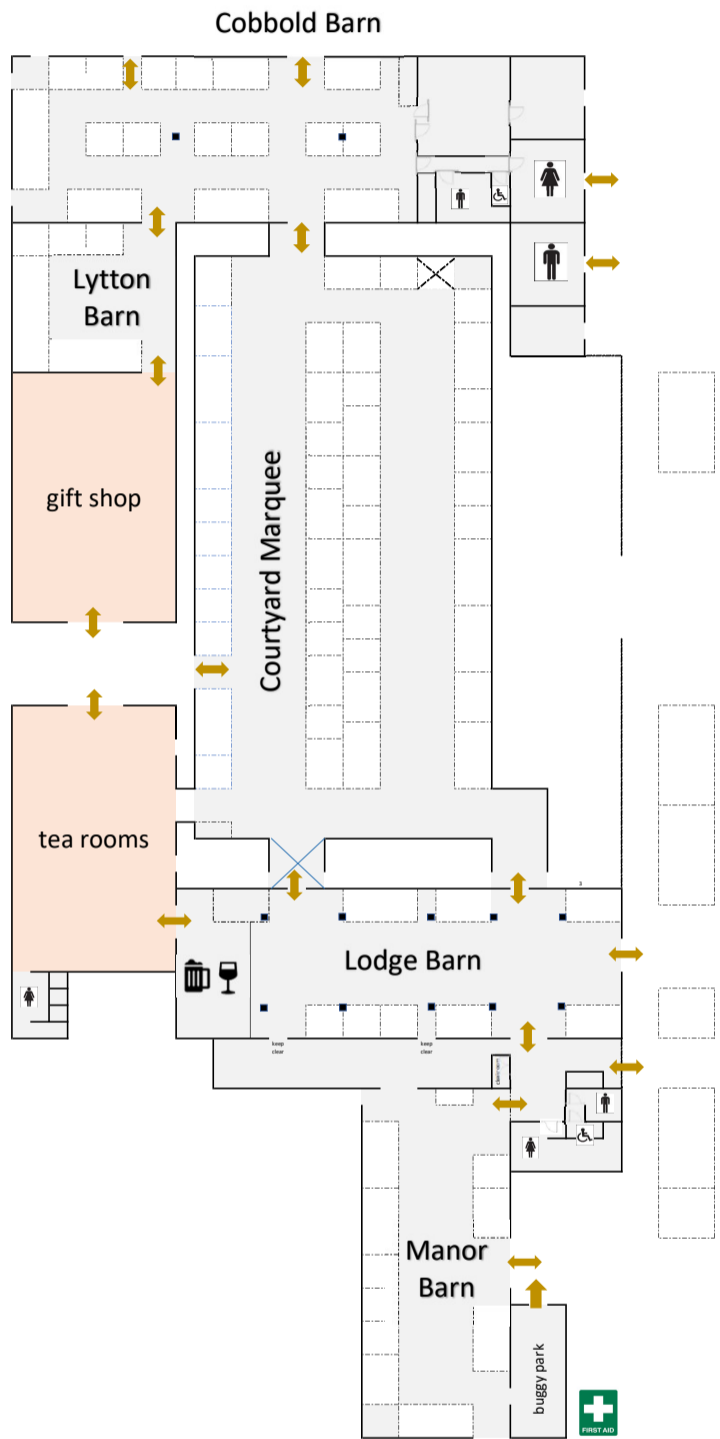 Cobbold Barn
Lytton
Barn
gift shop
Courtyard Marquee
tea rooms
Lodge Barn
keep
clear
keep
clear
Manor
Barn
buggy park
FIRST AID